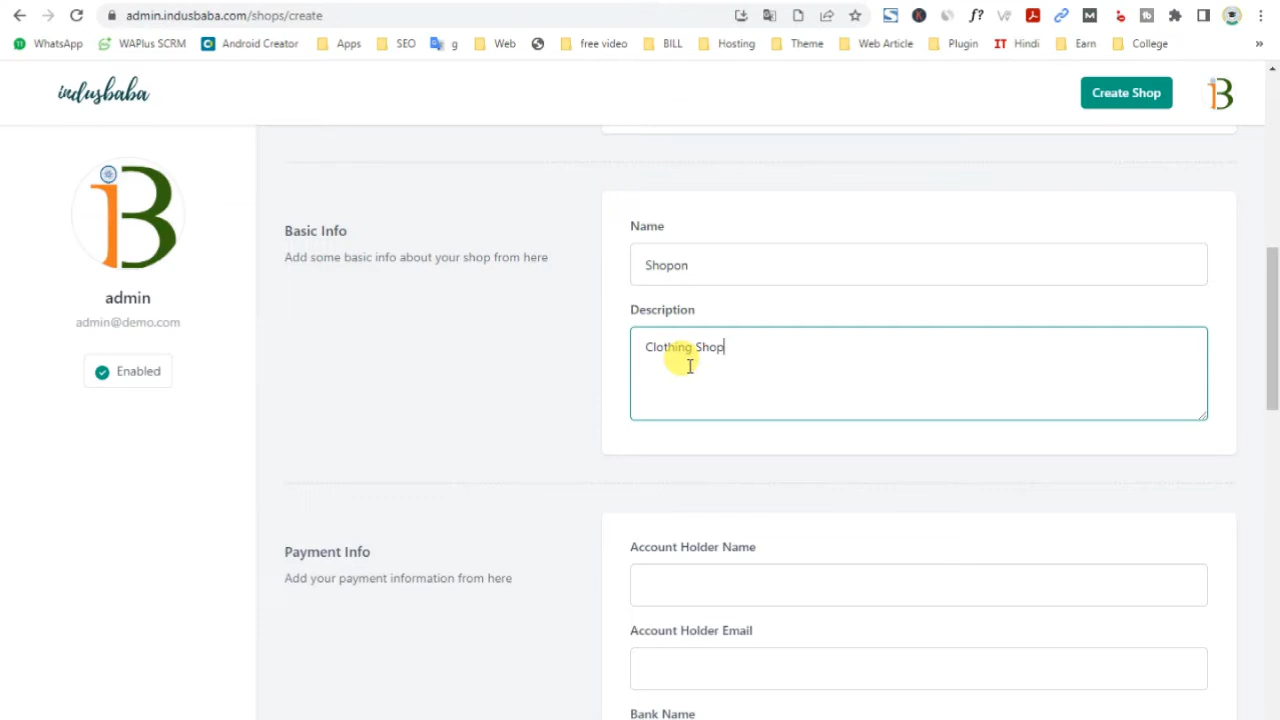 admin.indusbaba.com/shops/create
WhatsApp WAPlus SCRM Android Creator Apps SEO g Web free video BILL Hosting Theme Web Article Plugin IT Hindi Earn College »
indusbaba
Create Shop
iB
iB
admin
admin@demo.com
Enabled
Basic Info
Add some basic info about your shop from here
Name
Shopon
Description
Clothing Shop
Payment Info
Add your payment information from here
Account Holder Name
Account Holder Email
Bank Name